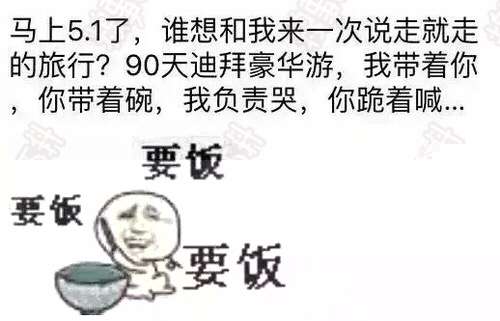 马上5.1了，谁想和我来一次说走就走
的旅行？90天迪拜豪华游，我带着你
，你带着碗，我负责哭，你跪着喊...
要饭
要饭
要饭